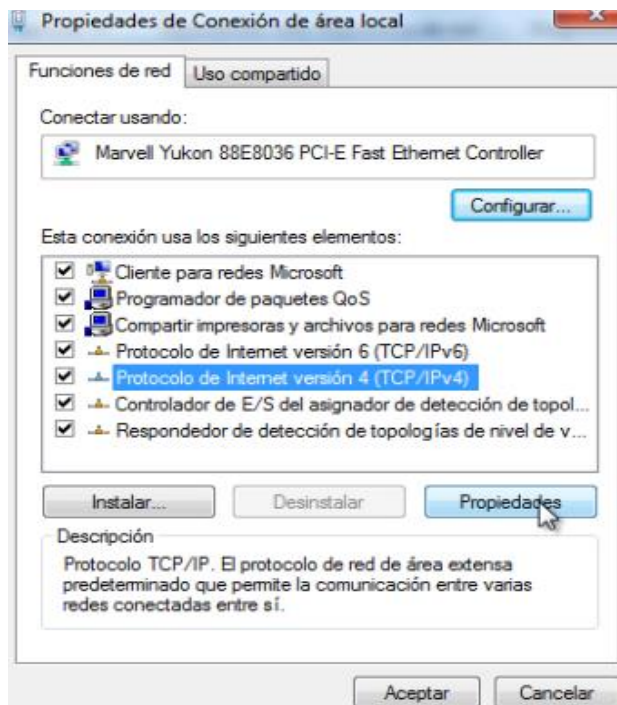 Propiedades de Conexión de área local
Funciones de red
Uso compartido
Conectar usando:
Marvell Yukon 88E8036 PCI-E Fast Ethernet Controller
Configurar...
Esta conexión usa los siguientes elementos:
Cliente para redes Microsoft
Programador de paquetes QoS
Compartir impresoras y archivos para redes Microsoft
Protocolo de Internet versión 6 (TCP/IPv6)
Protocolo de Internet versión 4 (TCP/IPv4)
Controlador de E/S del asignador de detección de topol...
Respondedor de detección de topologías de nivel de v...
Instalar...
Desinstalar
Propiedades
Descripción
Protocolo TCP/IP. El protocolo de red de área extensa
predeterminado que permite la comunicación entre varias
redes conectadas entre sí.
Aceptar
Cancelar